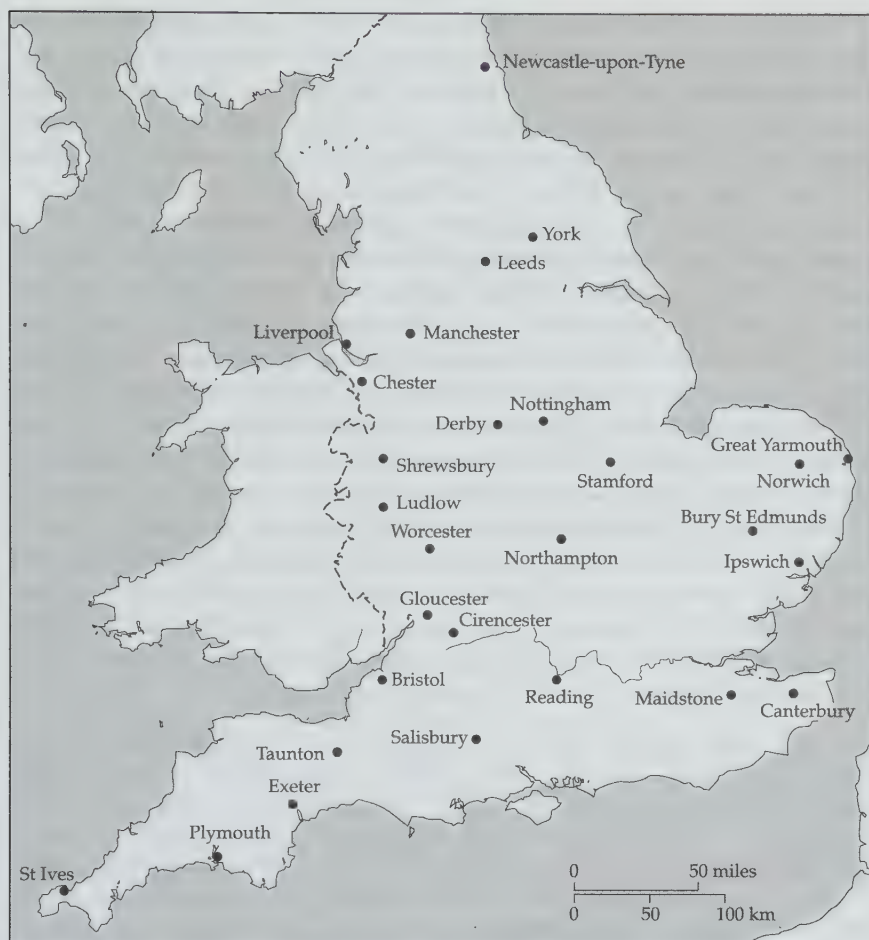 Newcastle-upon-Tyne
York
Leeds
Manchester
Liverpool
Chester
Nottingham
Derby
Great Yarmouth
Shrewsbury
Stamford
Norwich
Ludlow
Bury St Edmunds
Worcester
Northampton
Ipswich
Gloucester
Cirencester
Bristol
Reading
Maidstone
Canterbury
Salisbury
Taunton
Exeter
Plymouth
St Ives
0 50 miles
0 50 100 km